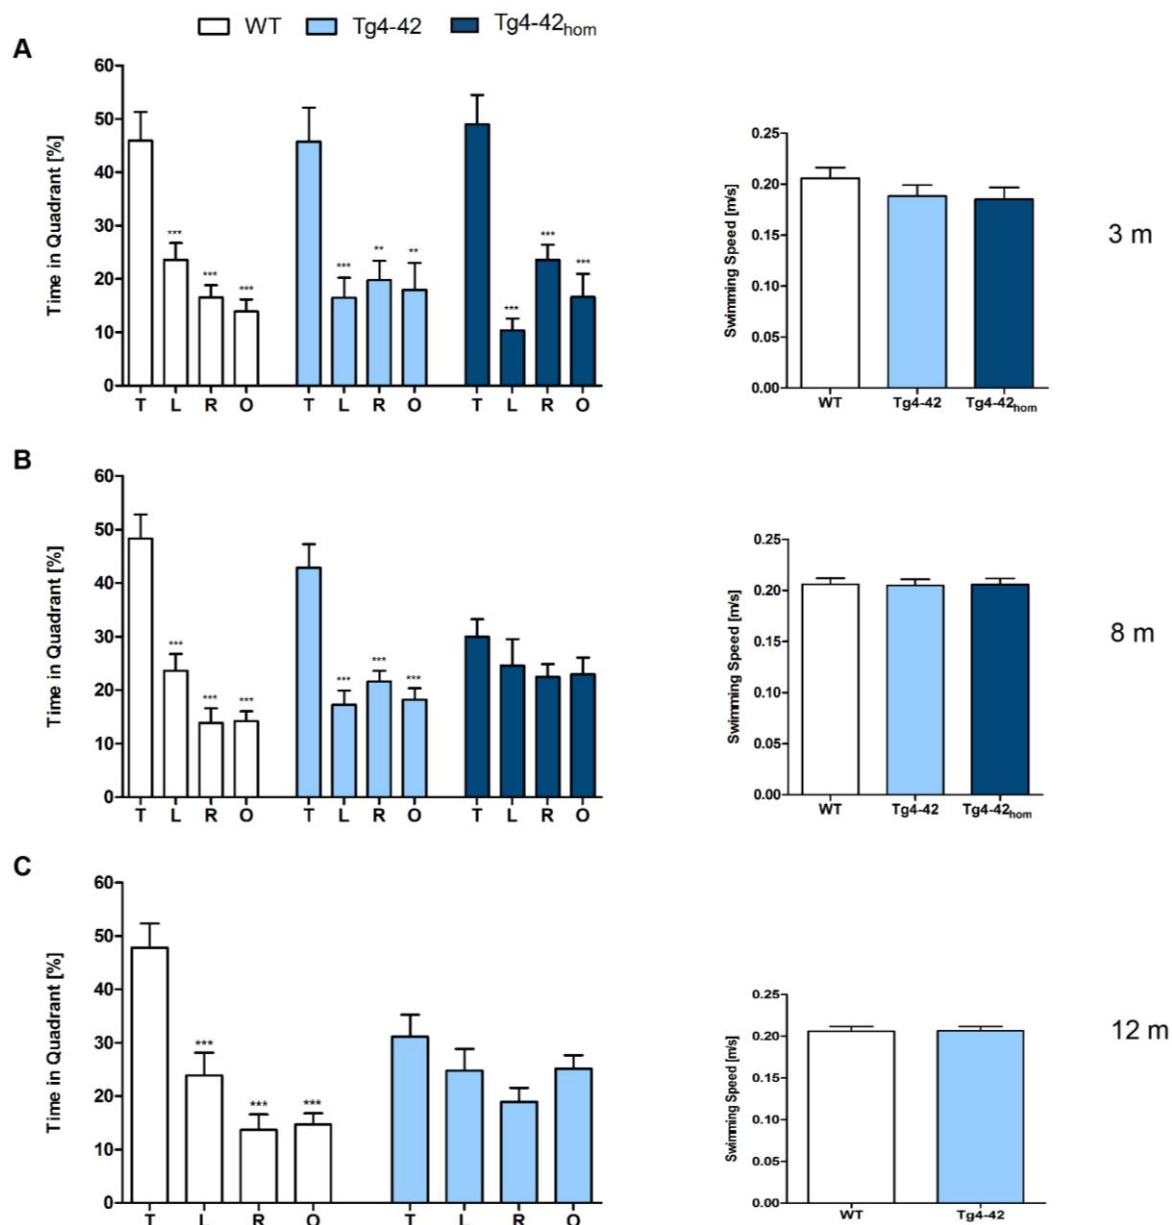 WT Tg4-42 Tg4-42hom
A
Time in Quadrant [%]
60
50
40
30
20
10
0
*** *** ***
*** ** **
*** *** ***
T L R O T L R O T L R O
Swimming Speed [m/s]
0.25
0.20
0.15
0.10
0.05
0.00
WT Tg4-42 Tg4-42hom
3 m
B
Time in Quadrant [%]
60
50
40
30
20
10
0
*** *** ***
*** *** ***
T L R O T L R O T L R O
Swimming Speed [m/s]
0.25
0.20
0.15
0.10
0.05
0.00
WT Tg4-42 Tg4-42hom
8 m
C
Time in Quadrant [%]
60
50
40
30
20
10
0
*** *** ***
T L R O T L R O
Swimming Speed [m/s]
0.25
0.20
0.15
0.10
0.05
0.00
WT Tg4-42
12 m